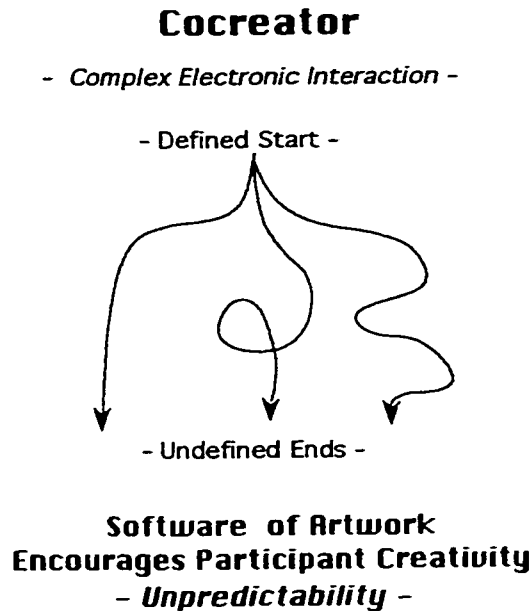 Cocreator
- Complex Electronic Interaction -
- Defined Start -
- Undefined Ends -
Software of Artwork
Encourages Participant Creativity
- Unpredictability -